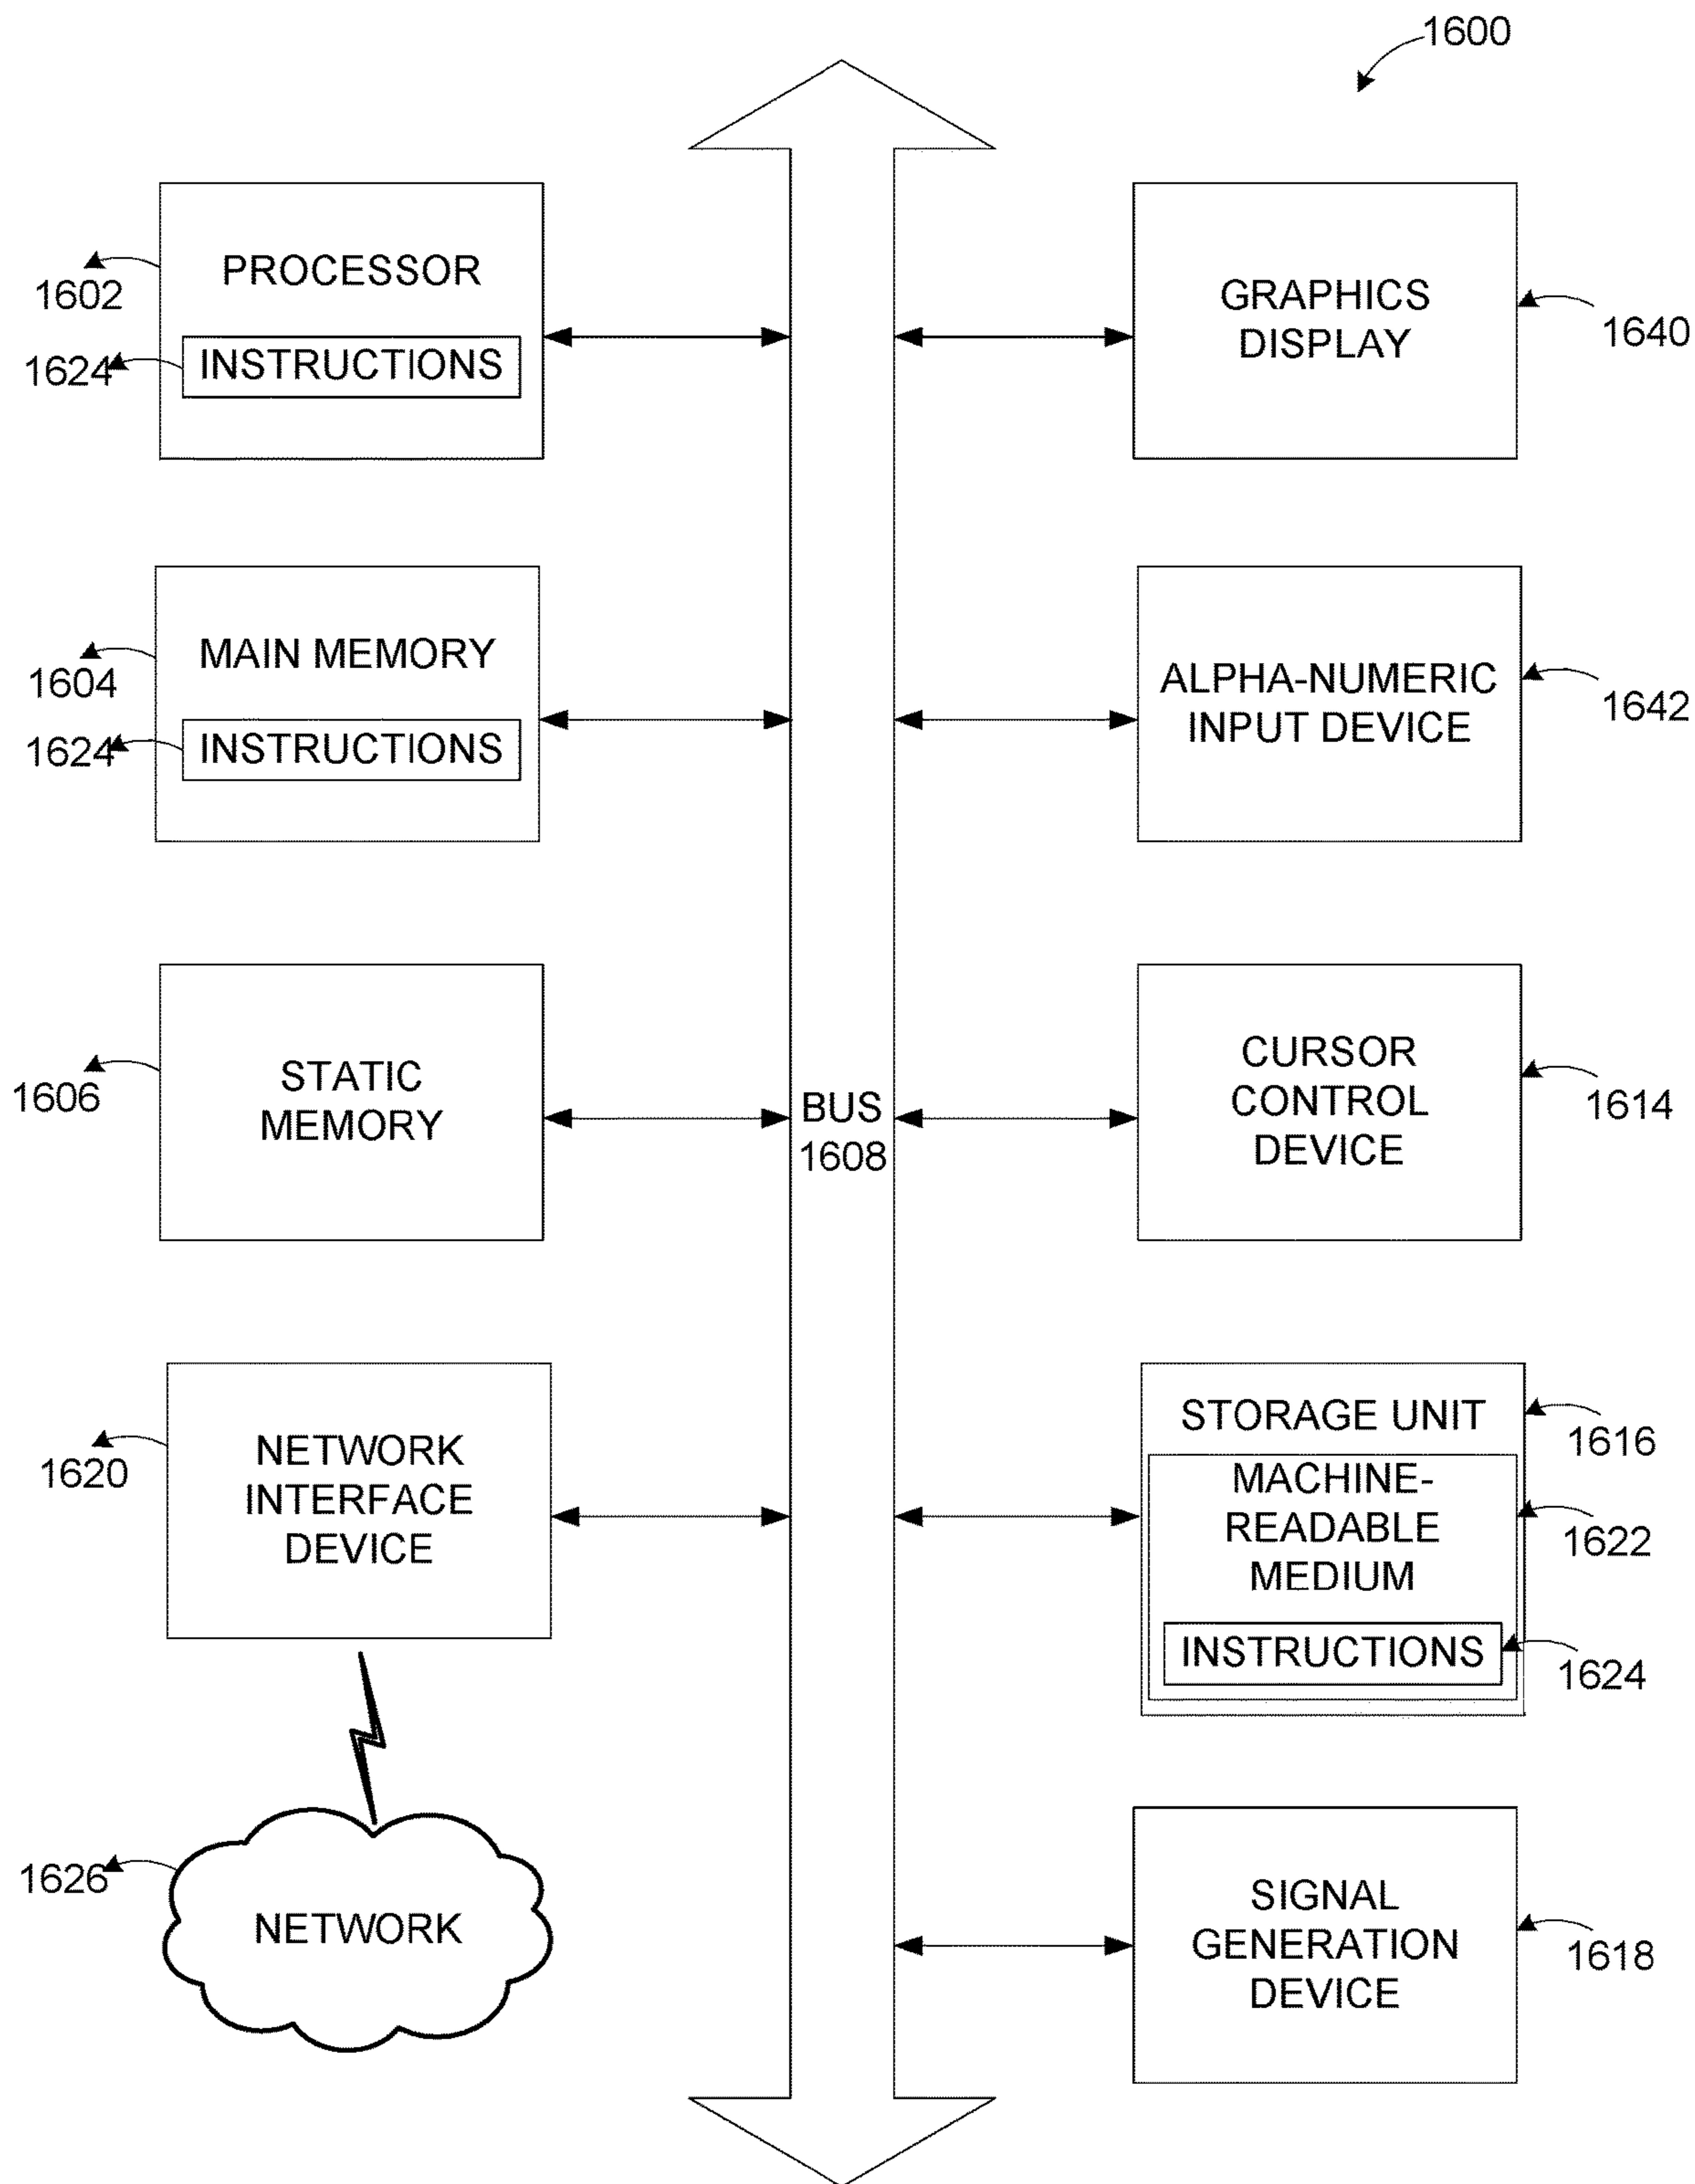 1600
PROCESSOR
1602
INSTRUCTIONS
1624
MAIN MEMORY
1604
INSTRUCTIONS
1624
STATIC
MEMORY
1606
NETWORK
INTERFACE
DEVICE
1620
NETWORK
1626
BUS
1608
GRAPHICS
DISPLAY
1640
ALPHA-NUMERIC
INPUT DEVICE
1642
CURSOR
CONTROL
DEVICE
1614
STORAGE UNIT
1616
MACHINE-
READABLE
MEDIUM
1622
INSTRUCTIONS
1624
SIGNAL
GENERATION
DEVICE
1618